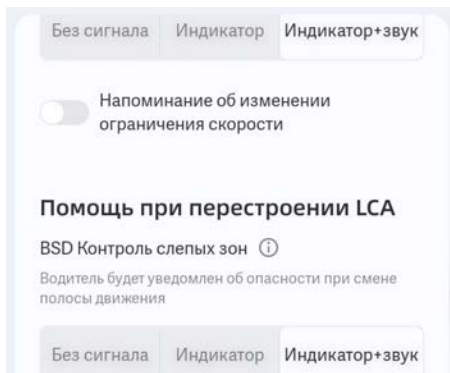 Без сигнала Индикатор Индикатор+звук
Напоминание об изменении
ограничения скорости
Помощь при перестроении LCA
BSD Контроль слепых зон
Водитель будет уведомлен об опасности при смене
полосы движения
Без сигнала Индикатор Индикатор+звук